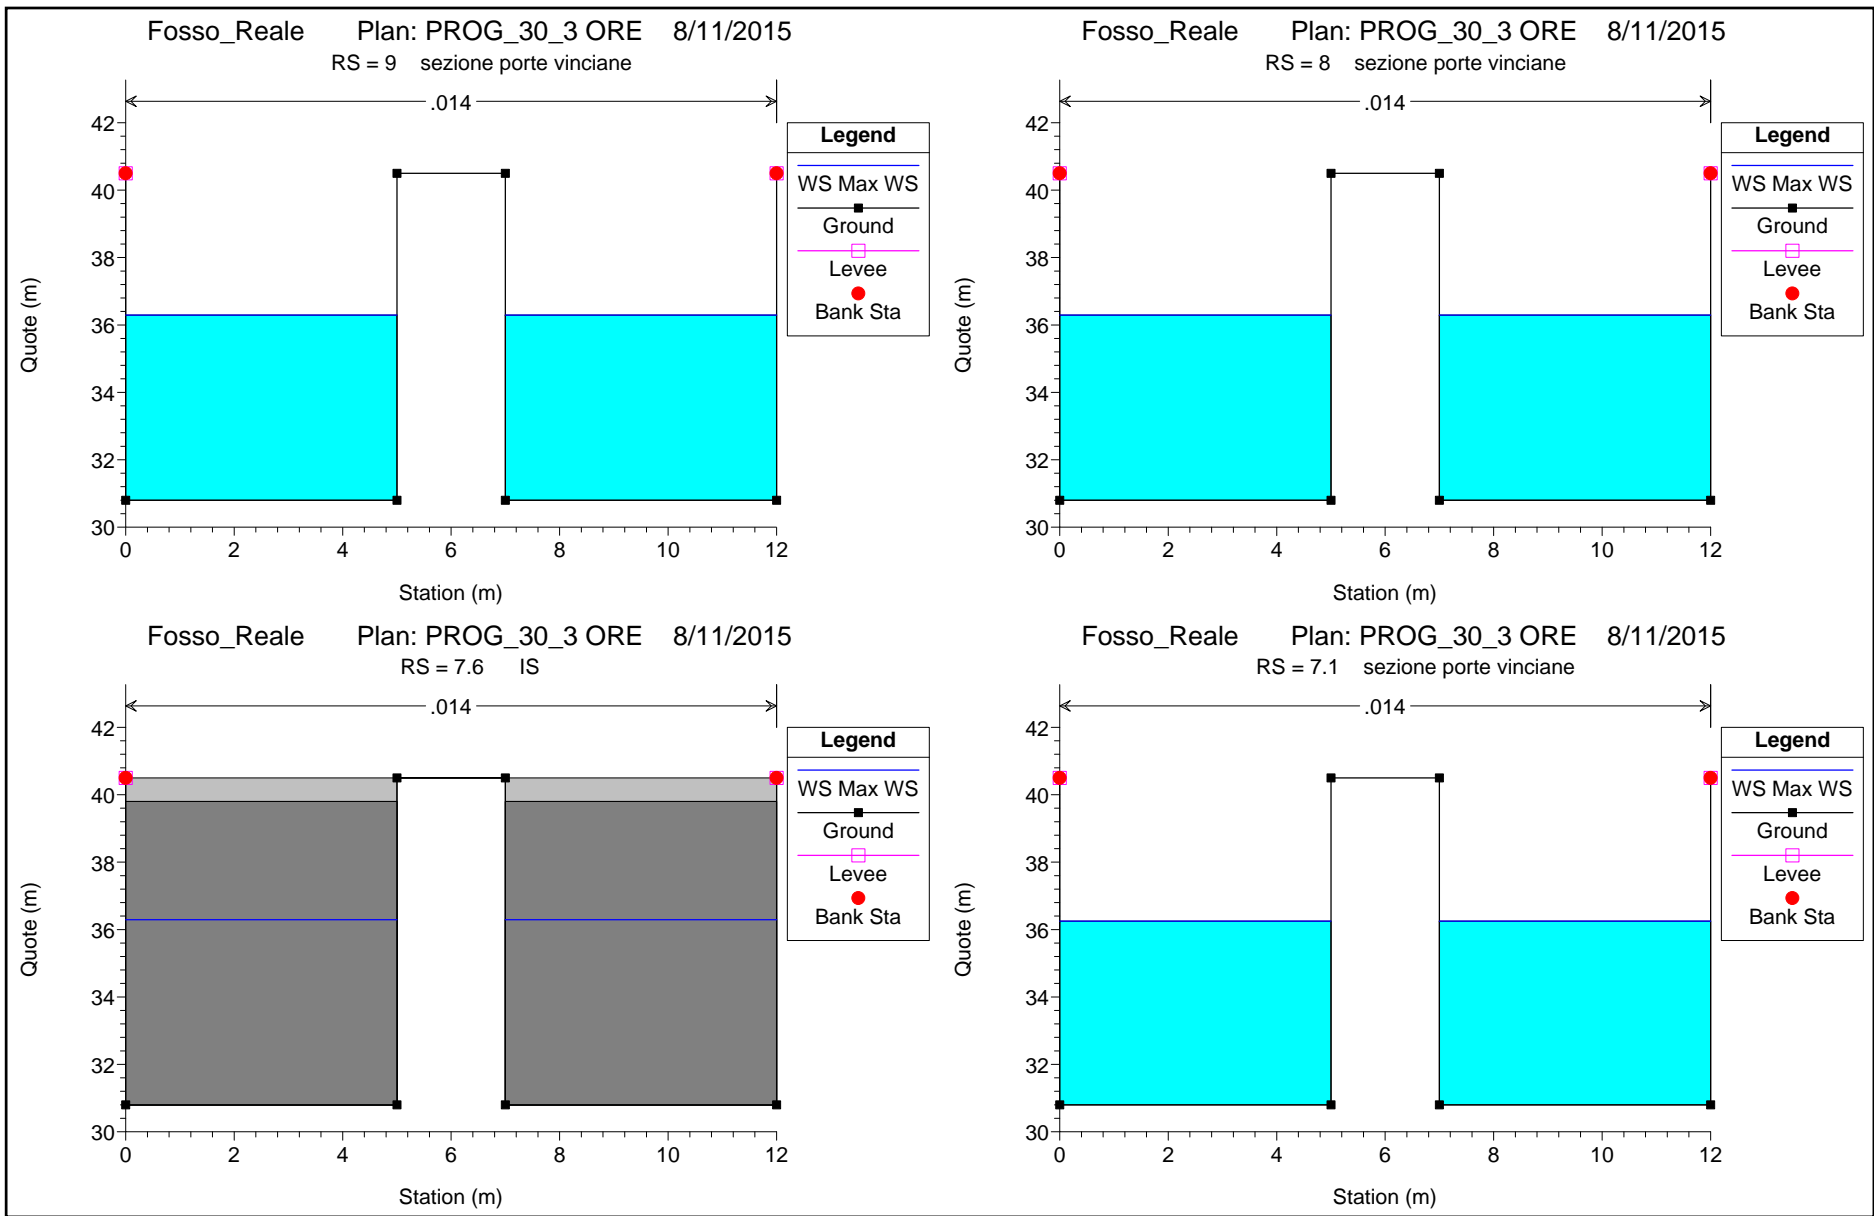 Fosso_Reale Plan: PROG_30_3 ORE 8/11/2015
RS = 9 sezione porte vinciane
.014
42
40
38
36
34
32
30
Quote (m)
0 2 4 6 8 10 12
Station (m)
Legend
WS Max WS
Ground
Levee
Bank Sta
Fosso_Reale Plan: PROG_30_3 ORE 8/11/2015
RS = 8 sezione porte vinciane
.014
42
40
38
36
34
32
30
Quote (m)
0 2 4 6 8 10 12
Station (m)
Legend
WS Max WS
Ground
Levee
Bank Sta
Fosso_Reale Plan: PROG_30_3 ORE 8/11/2015
RS = 7.6 IS
.014
42
40
38
36
34
32
30
Quote (m)
0 2 4 6 8 10 12
Station (m)
Legend
WS Max WS
Ground
Levee
Bank Sta
Fosso_Reale Plan: PROG_30_3 ORE 8/11/2015
RS = 7.1 sezione porte vinciane
.014
42
40
38
36
34
32
30
Quote (m)
0 2 4 6 8 10 12
Station (m)
Legend
WS Max WS
Ground
Levee
Bank Sta